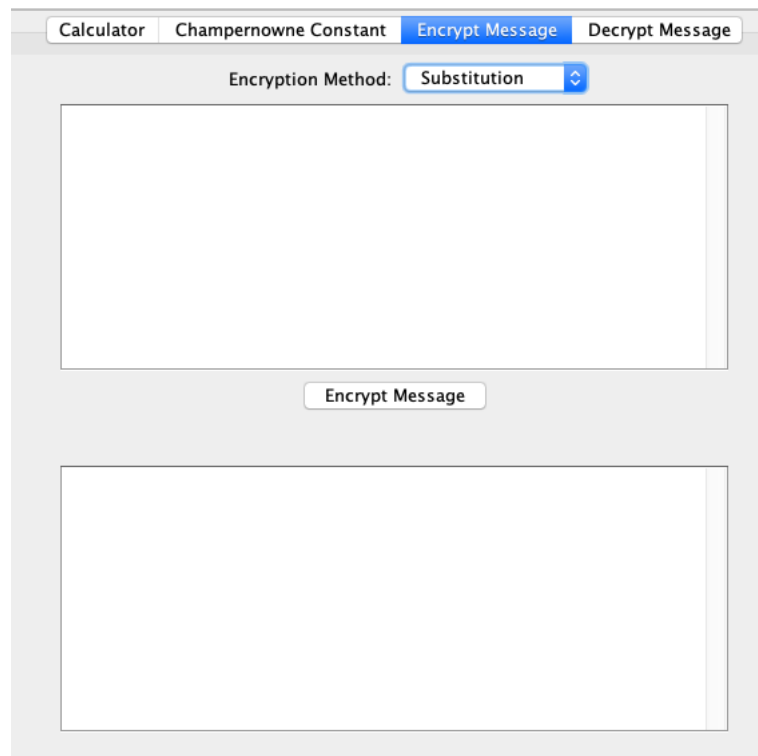 Calculator Champernowne Constant Encrypt Message Decrypt Message
Encryption Method: Substitution
Encrypt Message